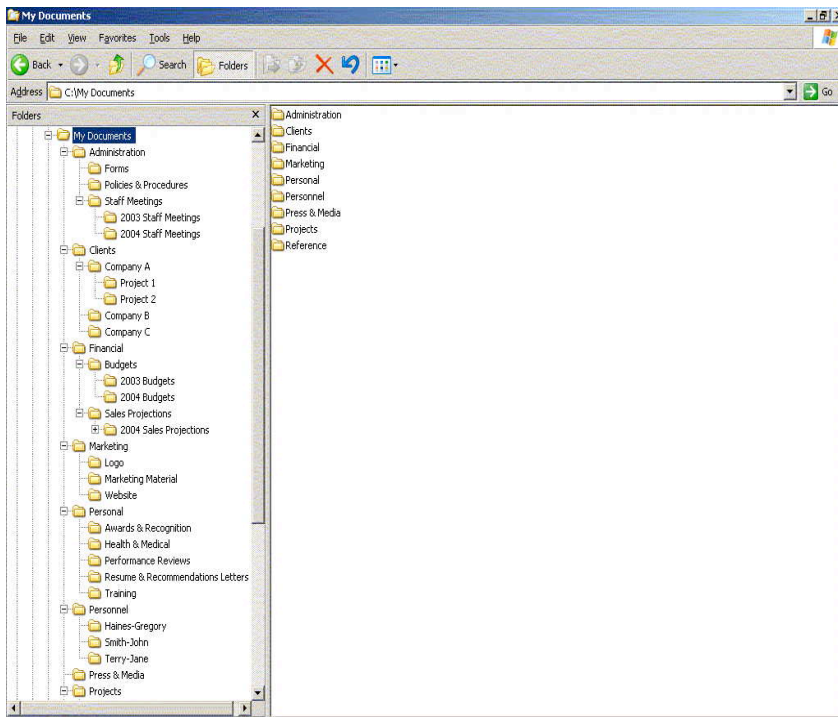 My Documents
File Edit View Favorites Tools Help
Back Search Folders
Address C:\My Documents Go
Folders
My Documents
Administration
Forms
Policies & Procedures
Staff Meetings
2003 Staff Meetings
2004 Staff Meetings
Clients
Company A
Project 1
Project 2
Company B
Company C
Financial
Budgets
2003 Budgets
2004 Budgets
Sales Projections
2004 Sales Projections
Marketing
Logo
Marketing Material
Website
Personal
Awards & Recognition
Health & Medical
Performance Reviews
Resume & Recommendations Letters
Training
Personnel
Haines-Gregory
Smith-John
Terry-Jane
Press & Media
Projects
Administration
Clients
Financial
Marketing
Personal
Personnel
Press & Media
Projects
Reference